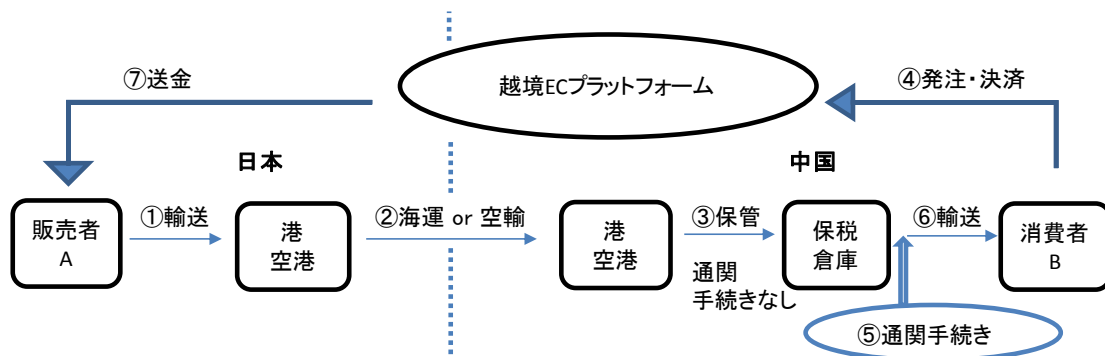 越境ECプラットフォーム
⑦送金
④発注・決済
日本
中国
販売者
A
①輸送
港
空港
②海運 or 空輸
港
空港
③保管
通関
手続きなし
保税
倉庫
⑥輸送
消費者
B
⑤通関手続き